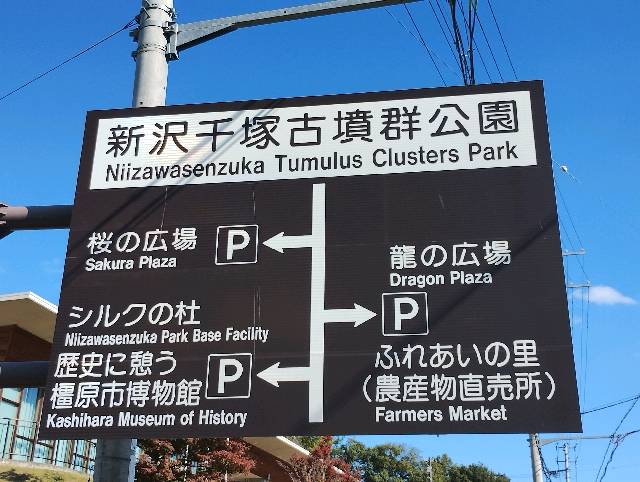 新沢千塚古墳群公園
Niizawasenzuka Tumulus Clusters Park
桜の広場 P
Sakura Plaza
龍の広場
Dragon Plaza
P
シルクの杜
Niizawasenzuka Park Base Facility
歴史に憩う
橿原市博物館 P
Kashihara Museum of History
ふれあいの里
（農産物直売所）
Farmers Market